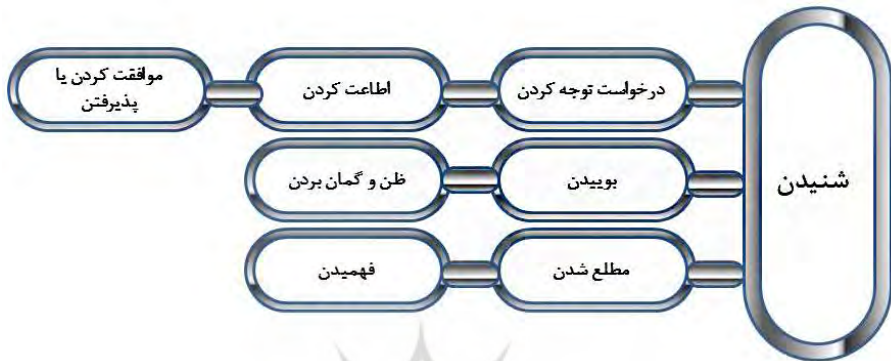 شنیدن
درخواست توجه کردن
اطاعت کردن
موافقت کردن یا
پذیرفتن
بوییدن
ظن و گمان بردن
مطلع شدن
فهمیدن